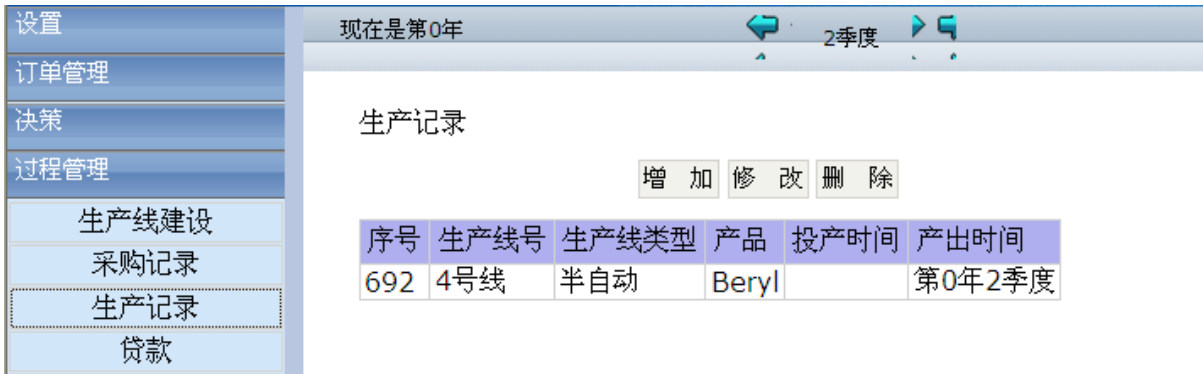 设置
订单管理
决策
过程管理
生产线建设
采购记录
生产记录
贷款
现在是第0年
2季度
生产记录
增 加 修 改 删 除
序号 生产线号 生产线类型 产品 投产时间 产出时间
692 4号线 半自动 Beryl 第0年2季度